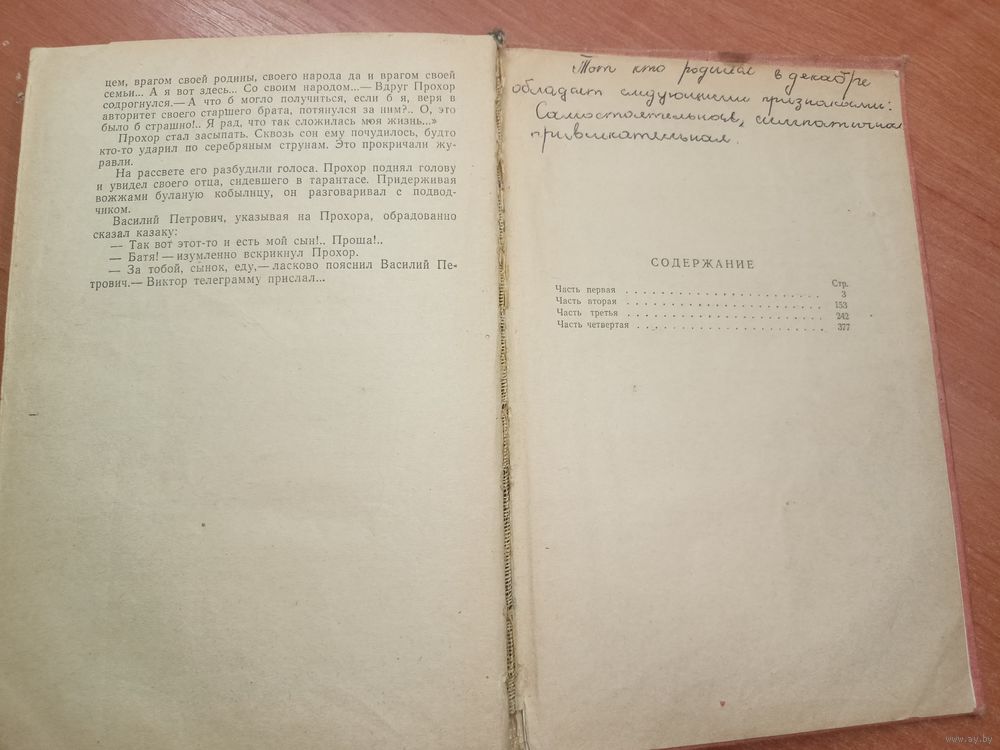 цем, врагом своей родины, своего народа да и врагом своей
семьи... А я вот здесь... Со своим народом...— Вдруг Прохор
содрогнулся.— А что б могло получиться, если б я, веря в
авторитет своего старшего брата, потянулся за ним?.. О, это
было б страшно!.. Я рад, что так сложилась моя жизнь...»
Прохор стал засыпать. Сквозь сон ему почудилось, будто
кто-то ударил по серебряным струнам. Это прокричали жу-
равли.
На рассвете его разбудили голоса. Прохор поднял голову
и увидел своего отца, сидевшего в тарантасе. Придерживая
вожжами буланую кобылицу, он разговаривал с подвод-
чиком.
Василий Петрович, указывая на Прохора, обрадованно
сказал казаку:
— Так вот этот-то и есть мой сын!.. Проша!..
— Батя! — изумленно вскрикнул Прохор.
— За тобой, сынок, еду,— ласково пояснил Василий Пе-
трович.— Виктор телеграмму прислал...
Тот кто родился в декабре
обладает следующими признаками:
Самостоятельная, симпатичная
привлекательная.
СОДЕРЖАНИЕ
Стр.
Часть первая . . . . . . . . . . . . . . . . . . . . 3
Часть вторая . . . . . . . . . . . . . . . . . . . . 153
Часть третья . . . . . . . . . . . . . . . . . . . . 242
Часть четвертая . . . . . . . . . . . . . . . . . . 377
www.ay.by